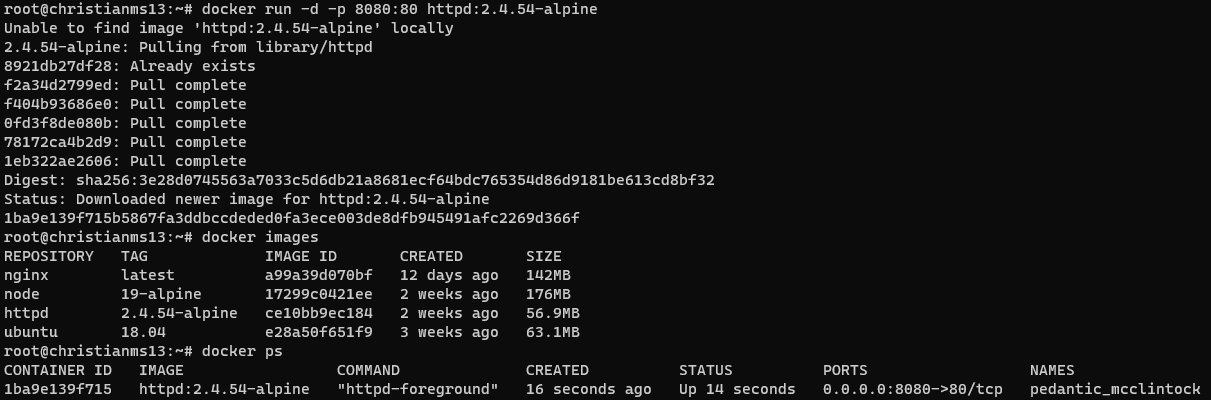 root@christianms13:~# docker run -d -p 8080:80 httpd:2.4.54-alpine
Unable to find image 'httpd:2.4.54-alpine' locally
2.4.54-alpine: Pulling from library/httpd
8921db27df28: Already exists
f2a34d2799ed: Pull complete
f404b93686e0: Pull complete
0fd3f8de080b: Pull complete
78172ca4b2d9: Pull complete
1eb322ae2606: Pull complete
Digest: sha256:3e28d0745563a7033c5d6db21a8681ecf64bdc765354d86d9181be613cd8bf32
Status: Downloaded newer image for httpd:2.4.54-alpine
1ba9e139f715b5867fa3ddbccdeded0fa3ece003de8dfb945491afc2269d366f
root@christianms13:~# docker images
REPOSITORY   TAG             IMAGE ID       CREATED       SIZE
nginx        latest          a99a39d070bf   12 days ago   142MB
node         19-alpine       17299c0421ee   2 weeks ago   176MB
httpd        2.4.54-alpine   ce10bb9ec184   2 weeks ago   56.9MB
ubuntu       18.04           e28a50f651f9   3 weeks ago   63.1MB
root@christianms13:~# docker ps
CONTAINER ID   IMAGE                 COMMAND              CREATED          STATUS          PORTS                  NAMES
1ba9e139f715   httpd:2.4.54-alpine   "httpd-foreground"   16 seconds ago   Up 14 seconds   0.0.0.0:8080->80/tcp   pedantic_mcclintock